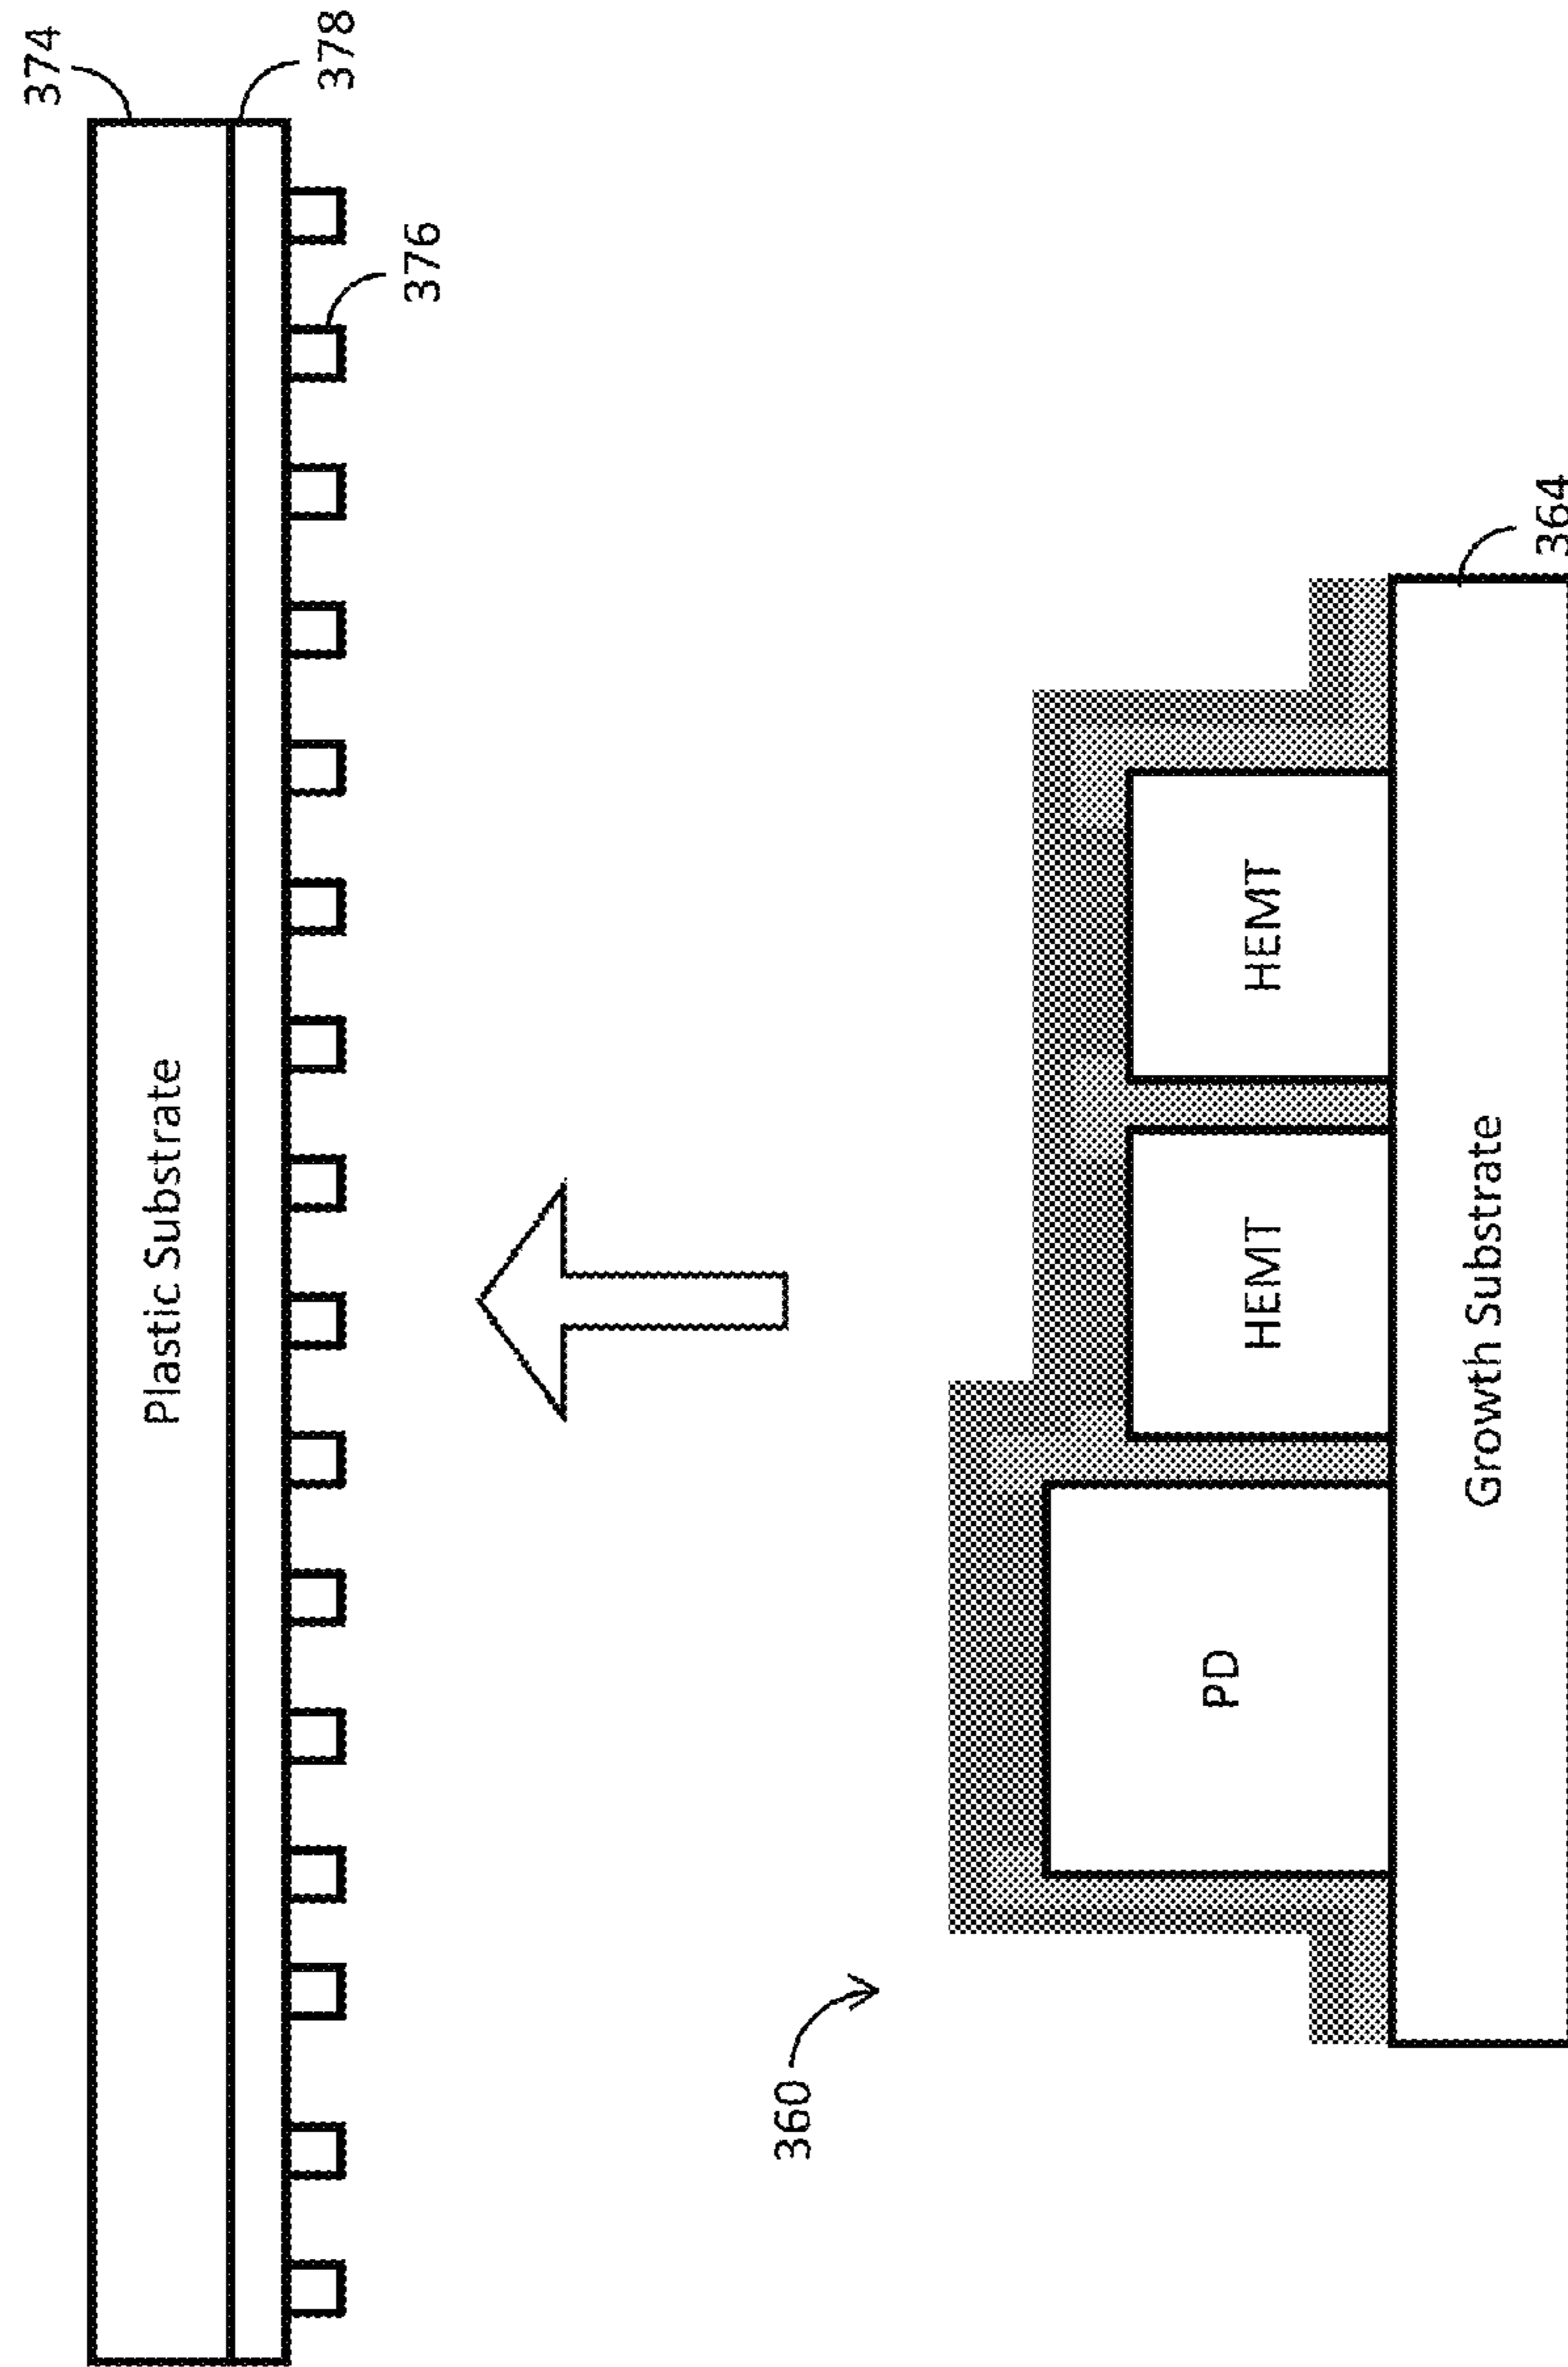 374
378
Plastic Substrate
376
360
PD
HEMT
HEMT
Growth Substrate
364